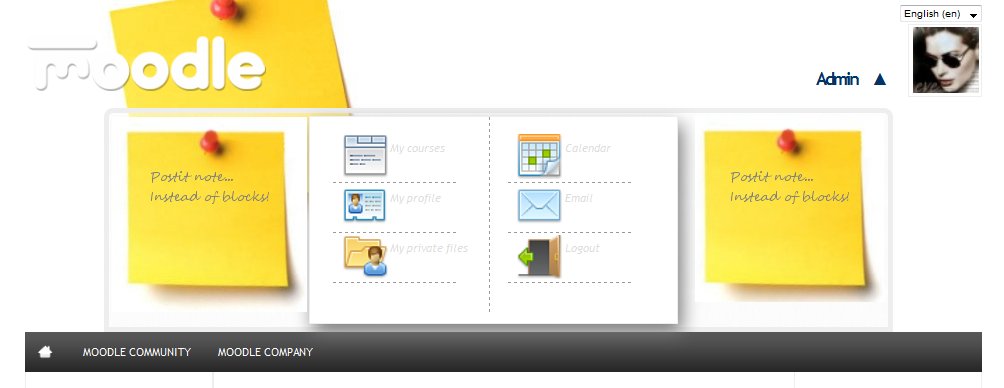 English (en)
moodle
Admin ▲
Postit note...
Instead of blocks!
My courses
Calendar
My profile
Email
My private files
Logout
Postit note...
Instead of blocks!
MOODLE COMMUNITY
MOODLE COMPANY